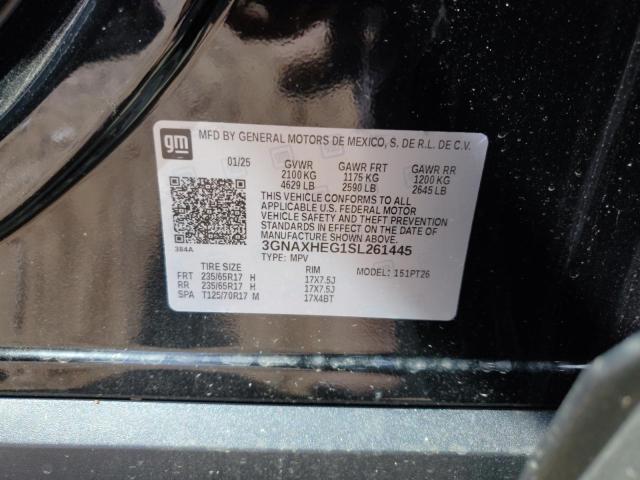 gm MFD BY GENERAL MOTORS DE MEXICO, S. DE R.L. DE C.V.
01/25 GVWR GAWR FRT GAWR RR
2100 KG 1175 KG 1200 KG
4629 LB 2590 LB 2645 LB
THIS VEHICLE CONFORMS TO ALL
APPLICABLE U.S. FEDERAL MOTOR
VEHICLE SAFETY AND THEFT PREVENTION
STANDARDS IN EFFECT ON THE DATE OF
MANUFACTURE SHOWN ABOVE.
384A 3GNAXHEG1SL261445
TYPE: MPV
TIRE SIZE RIM MODEL: 151PT26
FRT 235/65R17 H 17X7.5J
RR 235/65R17 H 17X7.5J
SPA T125/70R17 M 17X4BT